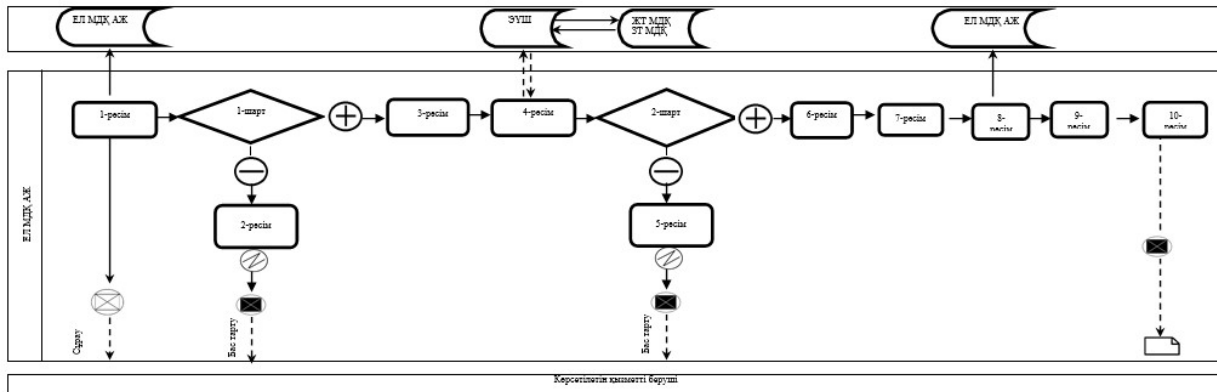 ЕЛ МДҚ АЖ
ЭҮШ
ЖТ МДҚ
ЗТ МДҚ
ЕЛ МДҚ АЖ
ЕЛ МДҚ АЖ
1-рәсім
1-шарт
3-рәсім
4-рәсім
2-шарт
6-рәсім
7-рәсім
8-
рәсім
9-
рәсім
10-
рәсім
2-рәсім
5-рәсім
Сұрау
Бас тарту
Бас тарту
Көрсетілетін қызметті беруші